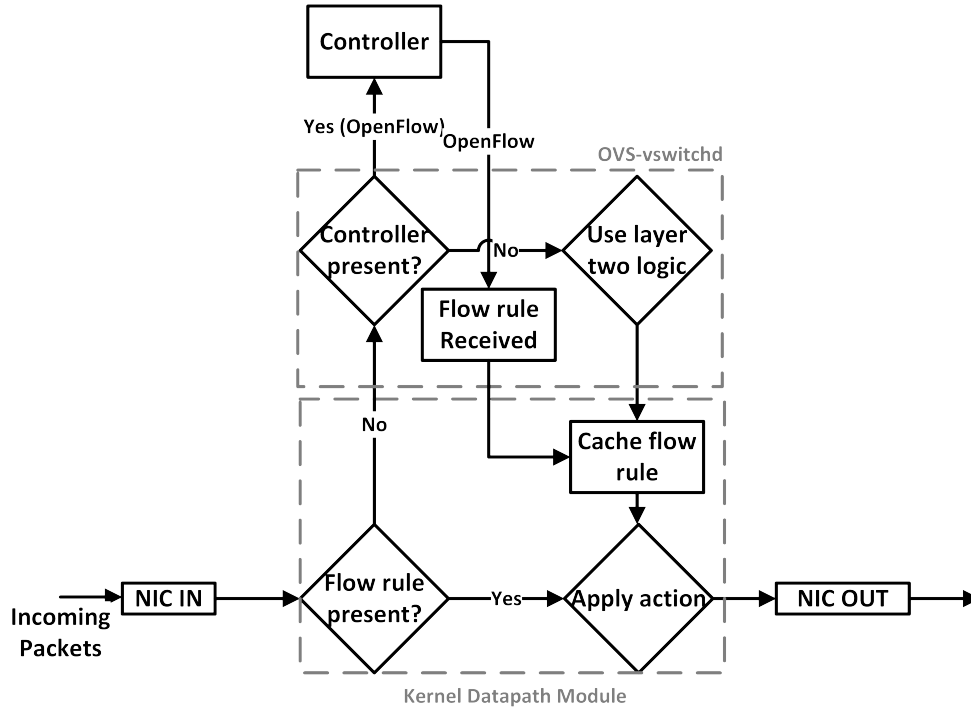 Controller
Yes (OpenFlow)
OpenFlow
OVS-vswitchd
Controller
present?
No
Use layer
two logic
Flow rule
Received
No
Cache flow
rule
Incoming
Packets
NIC IN
Flow rule
present?
Yes
Apply action
NIC OUT
Kernel Datapath Module